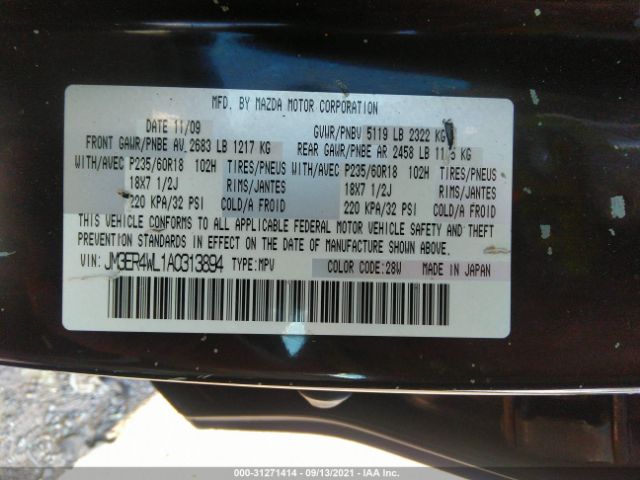 MFD. BY MAZDA MOTOR CORPORATION
DATE 11/09 GVWR/PNBV 5119 LB 2322 KG
FRONT GAWR/PNBE AV 2683 LB 1217 KG REAR GAWR/PNBE AR 2458 LB KG
WITH/AVEC P235/60R18 102H TIRES/PNEUS WITH/AVEC P235/60R18 102H TIRES/PNEUS
18X7 1/2J RIMS/JANTES 18X7 1/2J RIMS/JANTES
220 KPA/32 PSI COLD/A FROID 220 KPA/32 PSI COLD/A FROID
THIS VEHICLE CONFORMS TO ALL APPLICABLE FEDERAL MOTOR VEHICLE SAFETY AND THEFT
PREVENTION STANDARDS IN EFFECT ON THE DATE OF MANUFACTURE SHOWN ABOVE.
VIN: JM3ER4WL1A0313894 TYPE:MPV COLOR CODE:28W MADE IN JAPAN
000-31271414 - 09/13/2021 - IAA Inc.